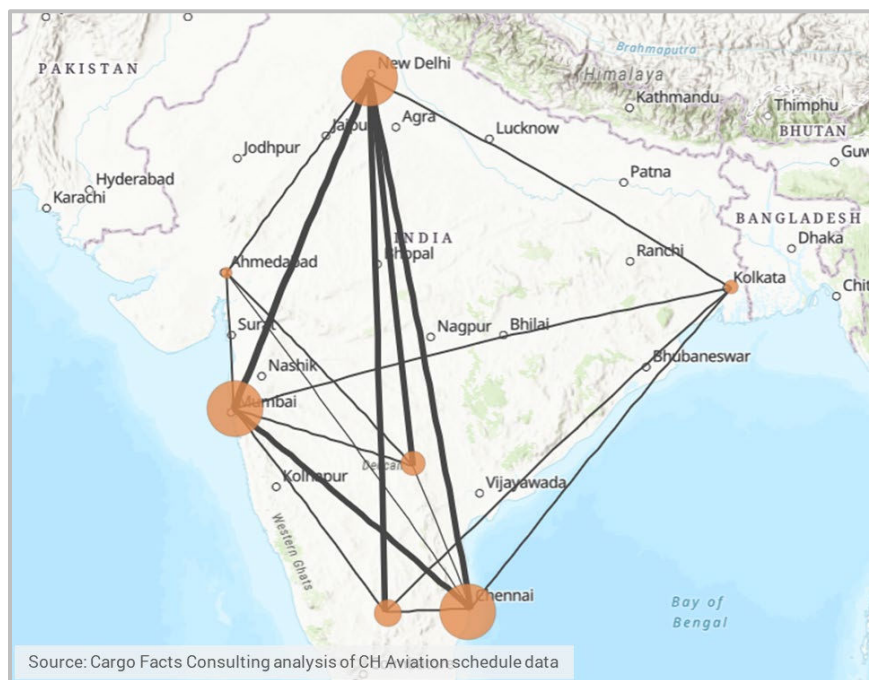 New Delhi
Brahmaputra
Himalaya
PAKISTAN
Kathmandu
Thimphu
BHUTAN
Agra
Lucknow
Jodhpur
Hyderabad
Karachi
Patna
BANGLADESH
Dhaka
INDIA
Ranchi
Ahmedabad
Kolkata
Surat
Nagpur
Bhilai
Bhubaneswar
Nashik
Mumbai
Kolhapur
Vijayawada
Western Ghats
Chennai
Bay of
Bengal
Source: Cargo Facts Consulting analysis of CH Aviation schedule data